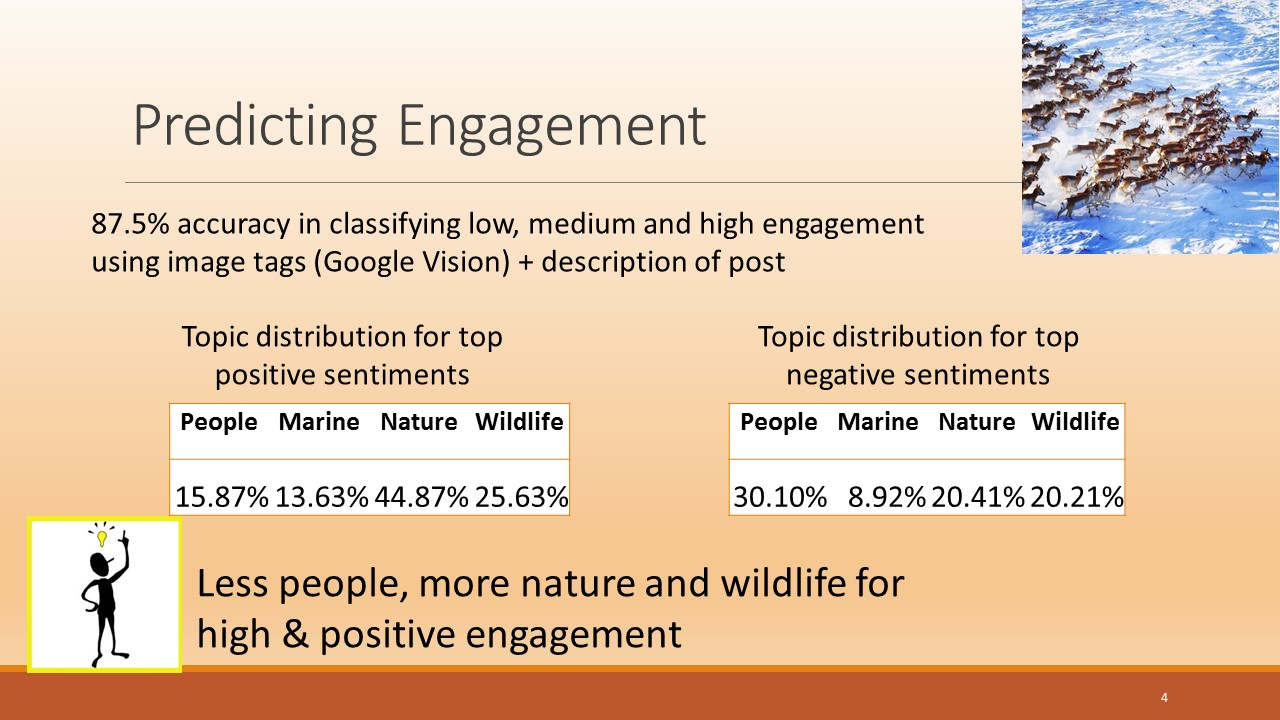 Predicting Engagement
87.5% accuracy in classifying low, medium and high engagement
using image tags (Google Vision) + description of post
Topic distribution for top
positive sentiments
People Marine Nature Wildlife
15.87% 13.63% 44.87% 25.63%
Topic distribution for top
negative sentiments
People Marine Nature Wildlife
30.10% 8.92% 20.41% 20.21%
Less people, more nature and wildlife for
high & positive engagement
4